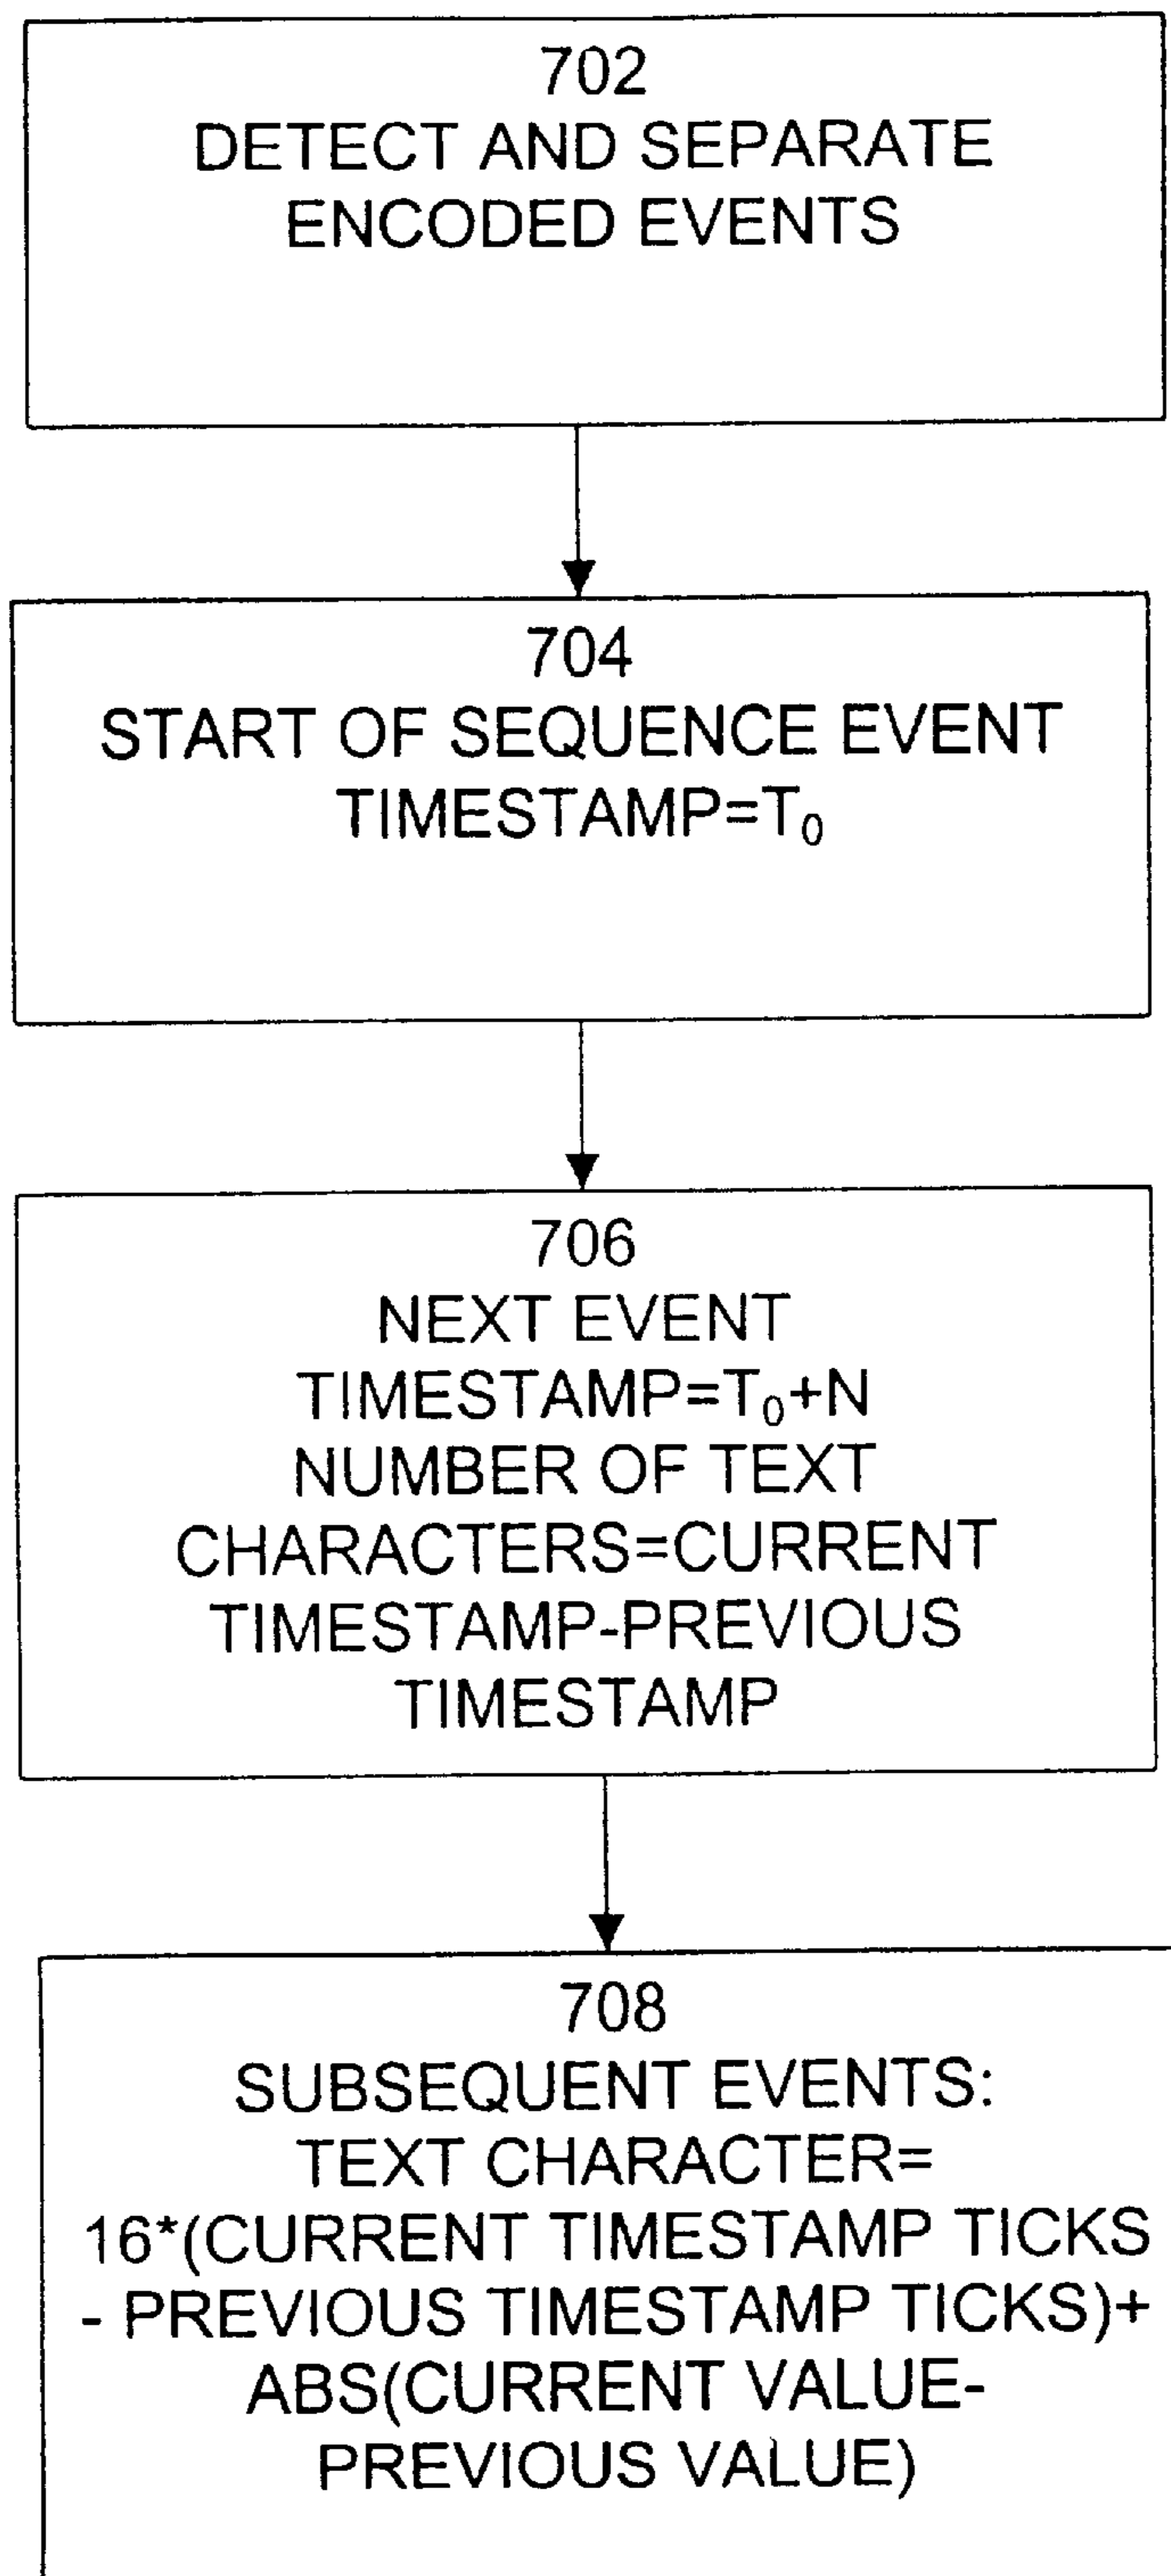 702
DETECT AND SEPARATE
ENCODED EVENTS
704
START OF SEQUENCE EVENT
TIMESTAMP=T₀
706
NEXT EVENT
TIMESTAMP=T₀+N
NUMBER OF TEXT
CHARACTERS=CURRENT
TIMESTAMP-PREVIOUS
TIMESTAMP
708
SUBSEQUENT EVENTS:
TEXT CHARACTER=
16*(CURRENT TIMESTAMP TICKS
- PREVIOUS TIMESTAMP TICKS)+
ABS(CURRENT VALUE-
PREVIOUS VALUE)